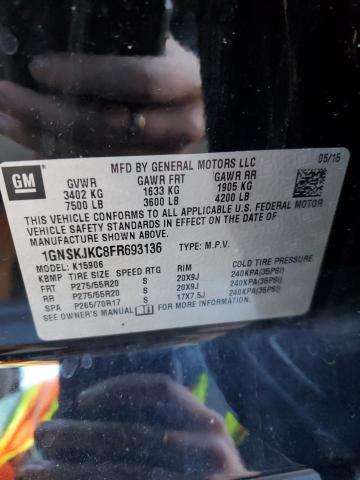 GM
MFD BY GENERAL MOTORS LLC 05/15
GVWR GAWR FRT GAWR RR
3402 KG 1633 KG 1905 KG
7500 LB 3600 LB 4200 LB
THIS VEHICLE CONFORMS TO ALL APPLICABLE U.S. FEDERAL MOTOR
VEHICLE SAFETY STANDARDS IN EFFECT ON THE DATE OF
MANUFACTURE SHOWN ABOVE.
1GNSKJKC8FR693136 TYPE: M.P.V.
MODEL: K15906
KBMP TIRE SIZE SPEED RTG RIM COLD TIRE PRESSURE
FRT P275/55R20 S 20X9J 240KPA(35PSI)
RR P275/55R20 S 20X9J 240KPA(35PSI)
SPA P265/70R17 S 17X7.5J 240KPA(35PSI)
SEE OWNER'S MANUAL FOR MORE INFORMATION.